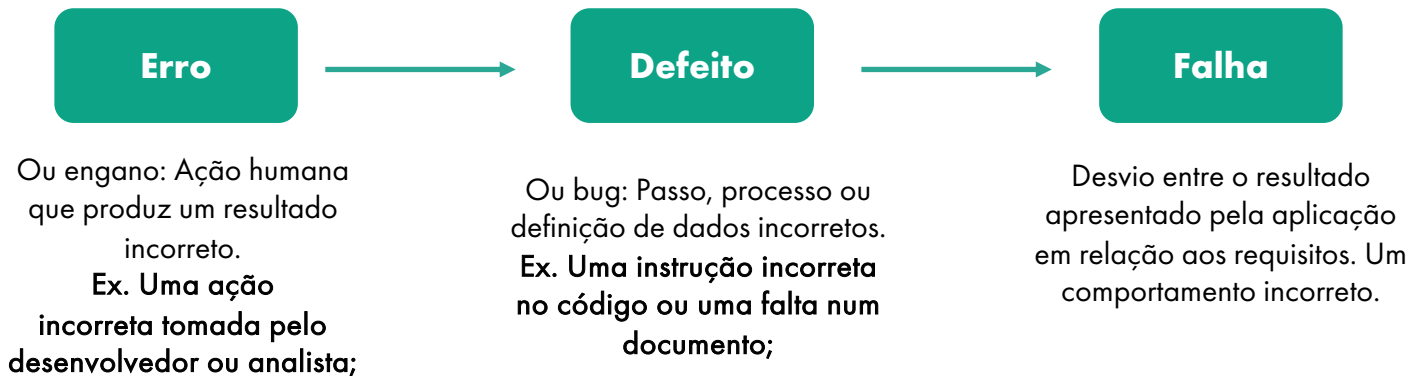 Erro
Ou engano: Ação humana
que produz um resultado
incorreto.
Ex. Uma ação
incorreta tomada pelo
desenvolvedor ou analista;
Defeito
Ou bug: Passo, processo ou
definição de dados incorretos.
Ex. Uma instrução incorreta
no código ou uma falta num
documento;
Falha
Desvio entre o resultado
apresentado pela aplicação
em relação aos requisitos. Um
comportamento incorreto.